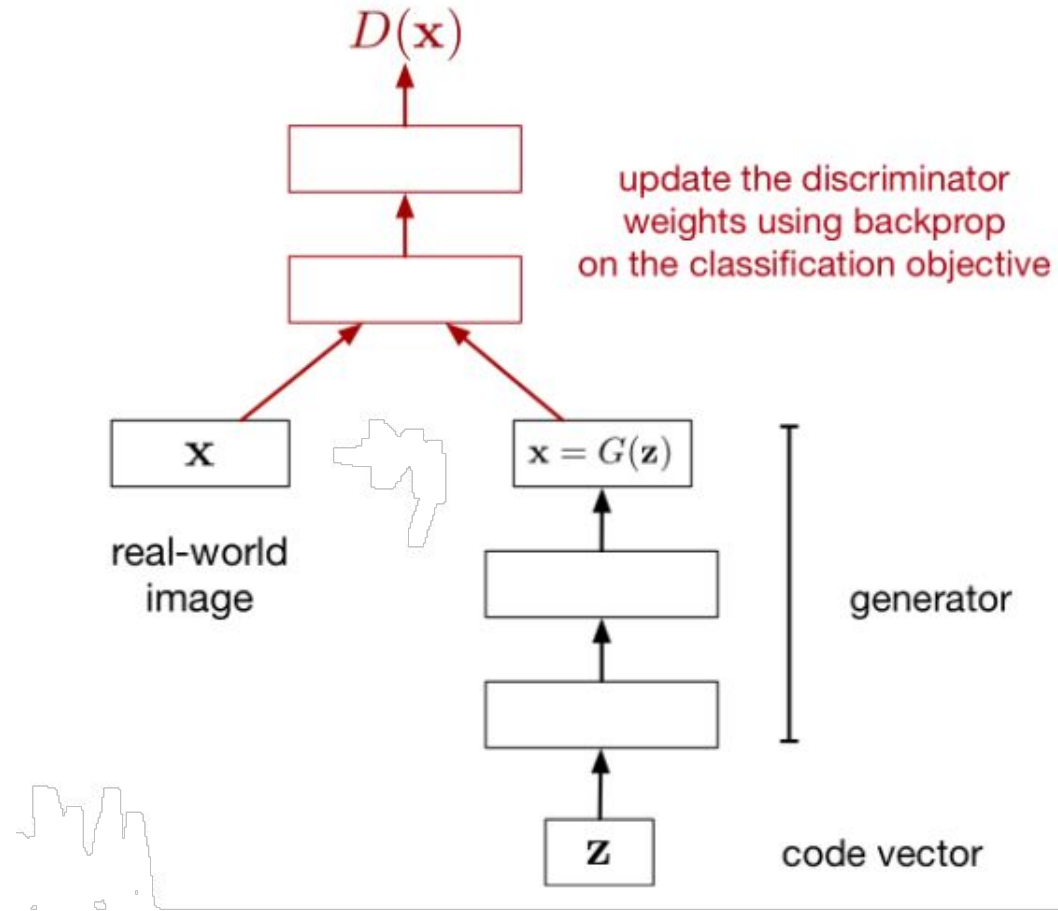 D(x)
update the discriminator
weights using backprop
on the classification objective
x
x = G(z)
real-world
image
generator
z
code vector